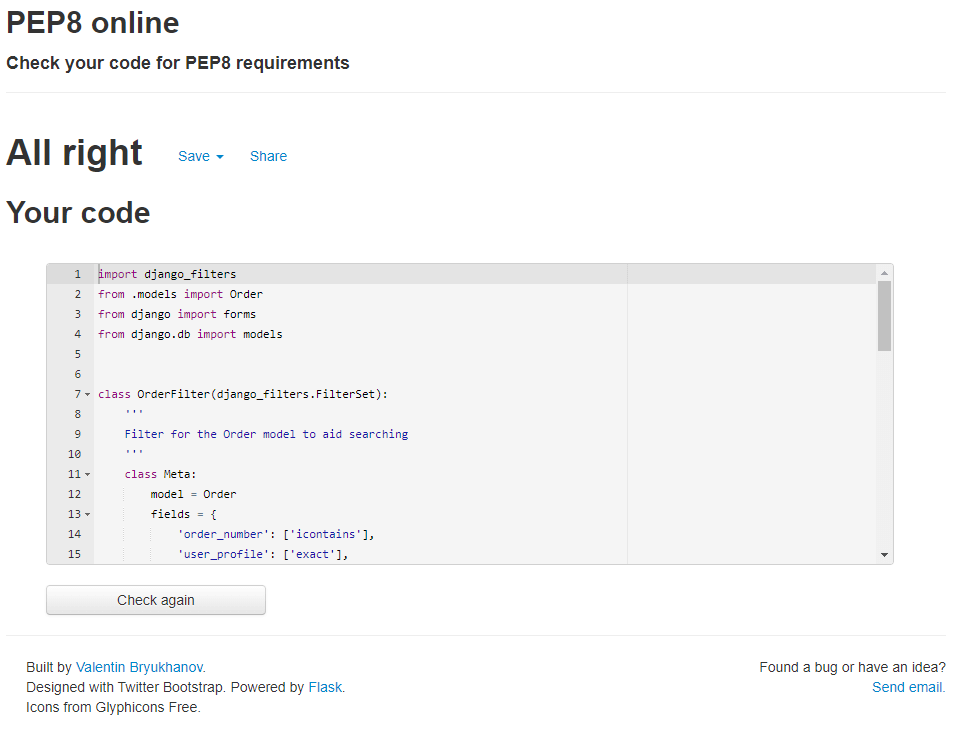 PEP8 online
Check your code for PEP8 requirements
All right Save Share
Your code
1 import django_filters
2 from .models import Order
3 from django import forms
4 from django.db import models
5
6
7 class OrderFilter(django_filters.FilterSet):
8 '''
9 Filter for the Order model to aid searching
10 '''
11 class Meta:
12 model = Order
13 fields = {
14 'order_number': ['icontains'],
15 'user_profile': ['exact'],
Check again
Built by Valentin Bryukhanov. Found a bug or have an idea?
Designed with Twitter Bootstrap. Powered by Flask. Send email.
Icons from Glyphicons Free.